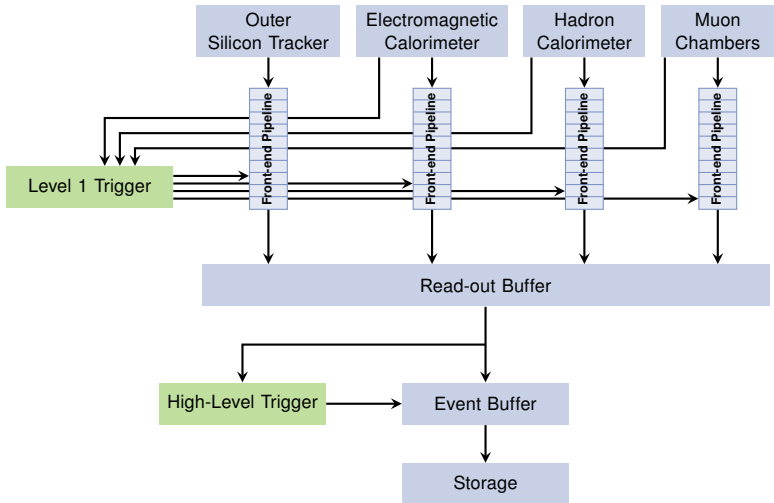 Outer
Silicon Tracker
Electromagnetic
Calorimeter
Hadron
Calorimeter
Muon
Chambers
Front-end Pipeline
Front-end Pipeline
Front-end Pipeline
Front-end Pipeline
Level 1 Trigger
Read-out Buffer
High-Level Trigger
Event Buffer
Storage